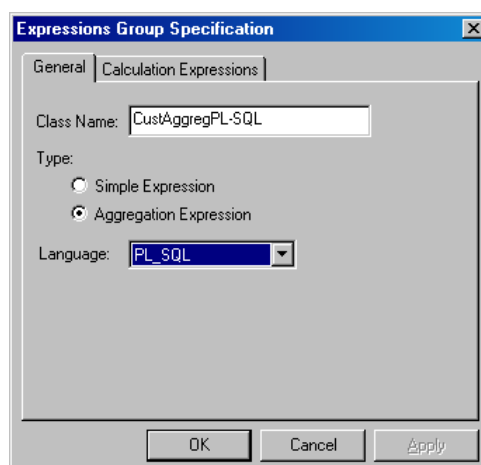 Expressions Group Specification
General Calculation Expressions
Class Name: CustAggregPL-SQL
Type:
Simple Expression
Aggregation Expression
Language: PL_SQL
OK Cancel Apply